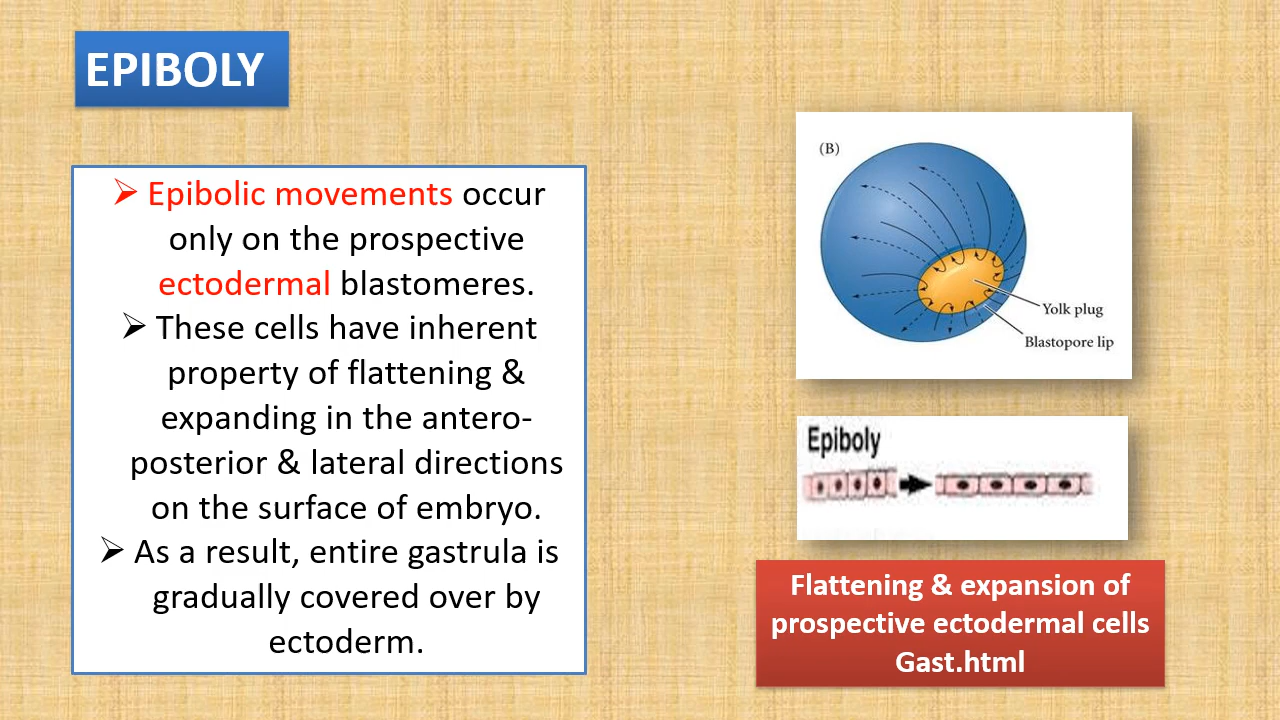 EPIBOLY
➢ Epibolic movements occur
only on the prospective
ectodermal blastomeres.
➢ These cells have inherent
property of flattening &
expanding in the antero-
posterior & lateral directions
on the surface of embryo.
➢ As a result, entire gastrula is
gradually covered over by
ectoderm.
(B)
Yolk plug
Blastopore lip
Epiboly
Flattening & expansion of
prospective ectodermal cells
Gast.html